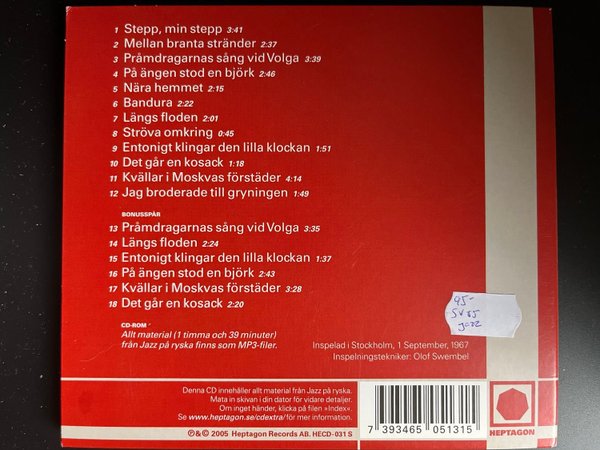 1 Stepp, min stepp 3:41
2 Mellan branta stränder 2:37
3 Pråmdragarnas sång vid Volga 3:39
4 På ängen stod en björk 2:46
5 Nära hemmet 2:15
6 Bandura 2:22
7 Längs floden 2:01
8 Ströva omkring 0:45
9 Entonigt klingar den lilla klockan 1:51
10 Det går en kosack 1:18
11 Kvällar i Moskvas förstäder 4:14
12 Jag broderade till gryningen 1:49
BONUSSPÅR
13 Pråmdragarnas sång vid Volga 3:35
14 Längs floden 2:24
15 Entonigt klingar den lilla klockan 1:37
16 På ängen stod en björk 2:43
17 Kvällar i Moskvas förstäder 3:28
18 Det går en kosack 2:20
CD-ROM
Allt material (1 timma och 39 minuter)
från Jazz på ryska finns som MP3-filer.
95-
SV 65
Jazz
Inspelad i Stockholm, 1 September, 1967
Inspelningstekniker: Olof Swembel
Denna CD innehåller allt material från Jazz på ryska.
Mata in skivan i din dator för vidare detaljer.
Om inget händer, klicka på filen »Index«.
Se www.heptagon.se/cdextra/ för mer information.
℗&© 2005 Heptagon Records AB. HECD-031 S
7 393465 051315
HEPTAGON